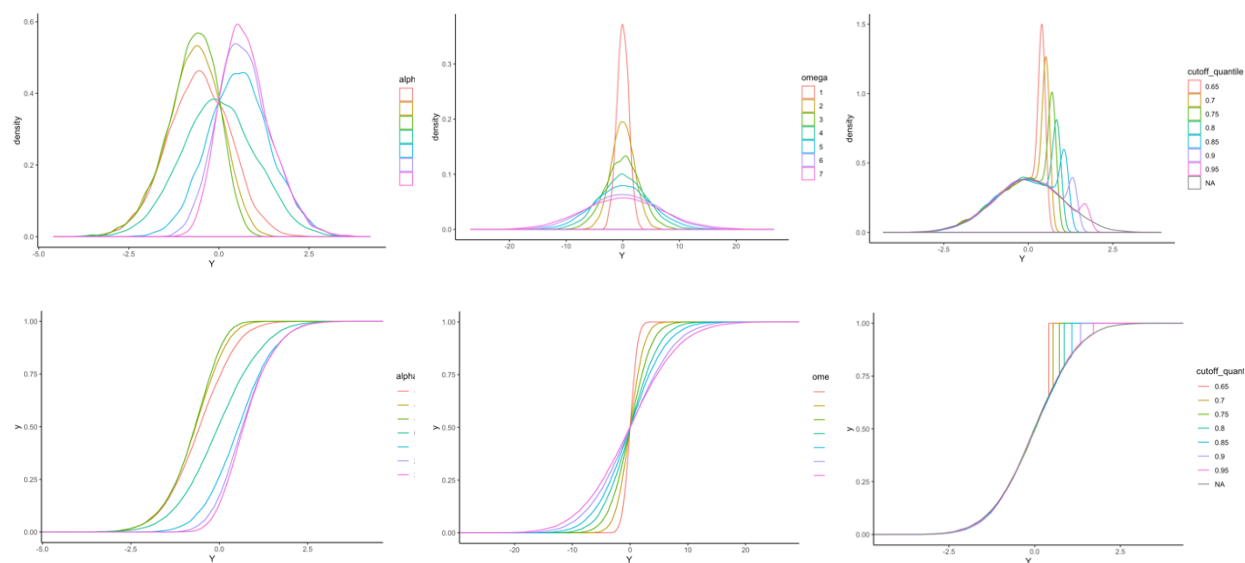 0.6
0.4
0.2
0.0
density
-5.0 -2.5 0.0 2.5
Y
alph
0.3
0.2
0.1
0.0
density
-20 -10 0 10 20
Y
omega
1
2
3
4
5
6
7
1.5
1.0
0.5
0.0
density
-2.5 0.0 2.5
Y
cutoff_quantile
0.65
0.7
0.75
0.8
0.85
0.9
0.95
NA
1.00
0.75
0.50
0.25
0.00
y
-5.0 -2.5 0.0 2.5
Y
alpha
1.00
0.75
0.50
0.25
0.00
y
-20 -10 0 10 20
Y
ome
1.00
0.75
0.50
0.25
0.00
y
-2.5 0.0 2.5
Y
cutoff_quant
0.65
0.7
0.75
0.8
0.85
0.9
0.95
NA